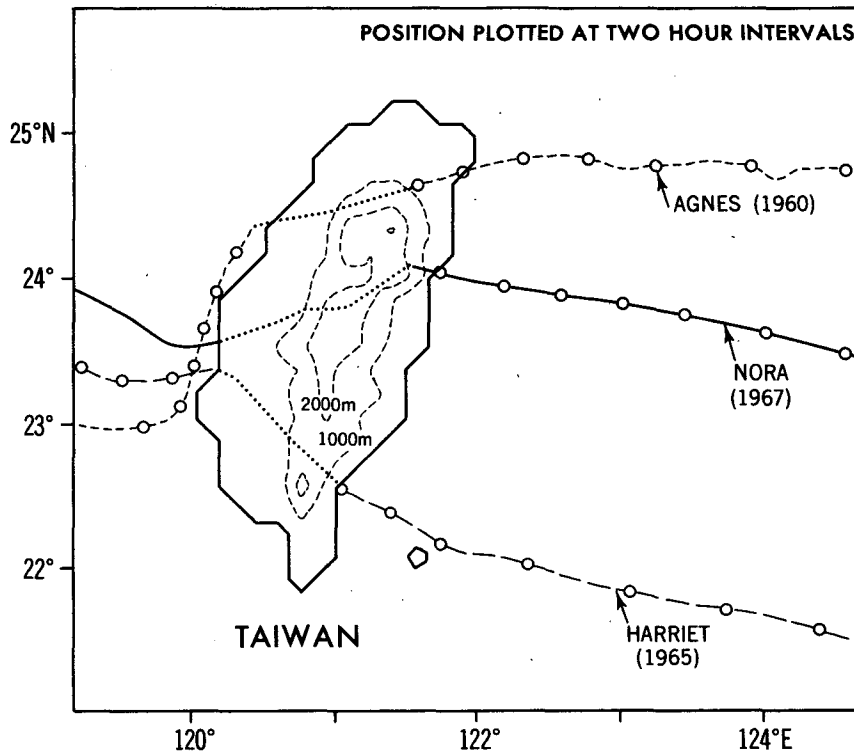 POSITION PLOTTED AT TWO HOUR INTERVALS
25°N
AGNES (1960)
24°
NORA
(1967)
2000m
23°
1000m
22°
HARRIET
(1965)
TAIWAN
120°
122°
124°E